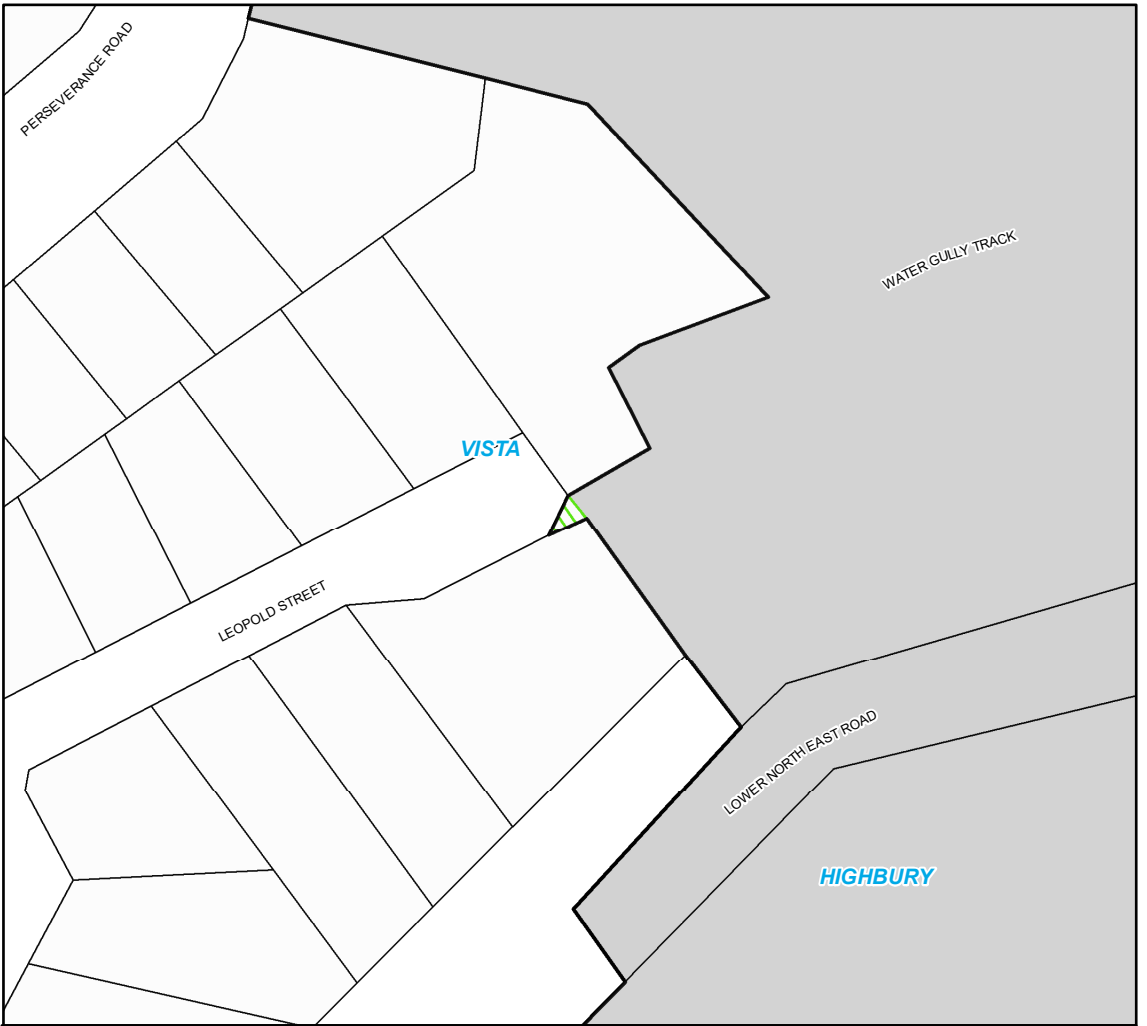 PERSEVERANCE ROAD
WATER GULLY TRACK
VISTA
LEOPOLD STREET
LOWER NORTH EAST ROAD
HIGHBURY